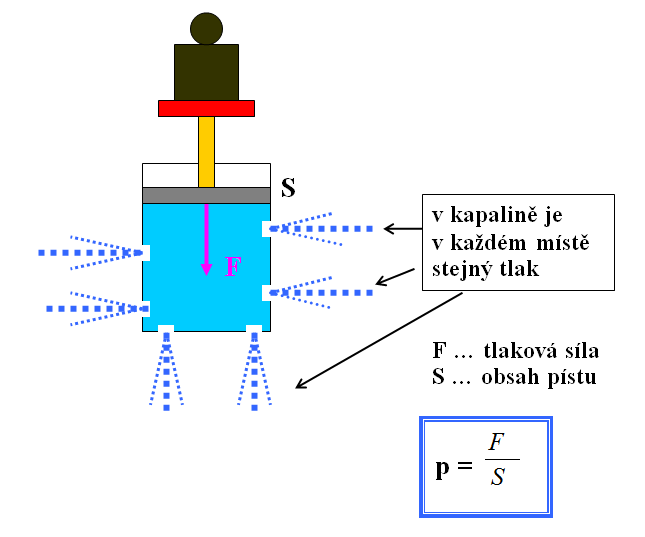 S
F
v kapalině je
v každém místě
stejný tlak
F ... tlaková síla
S ... obsah pístu
p = F/S